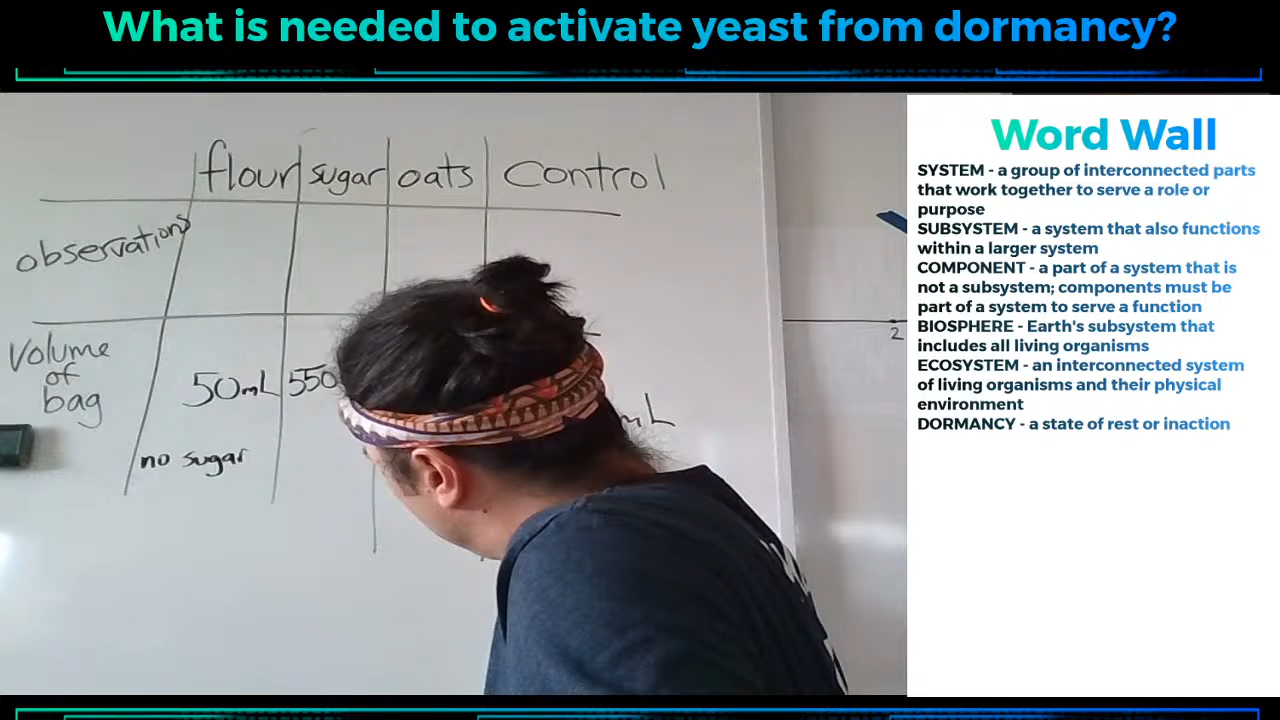 What is needed to activate yeast from dormancy?
flour sugar oats Control
observations
Volume
of
bag
50mL 550 mL
no sugar
2
Word Wall
SYSTEM - a group of interconnected parts
that work together to serve a role or
purpose
SUBSYSTEM - a system that also functions
within a larger system
COMPONENT - a part of a system that is
not a subsystem; components must be
part of a system to serve a function
BIOSPHERE - Earth's subsystem that
includes all living organisms
ECOSYSTEM - an interconnected system
of living organisms and their physical
environment
DORMANCY - a state of rest or inaction